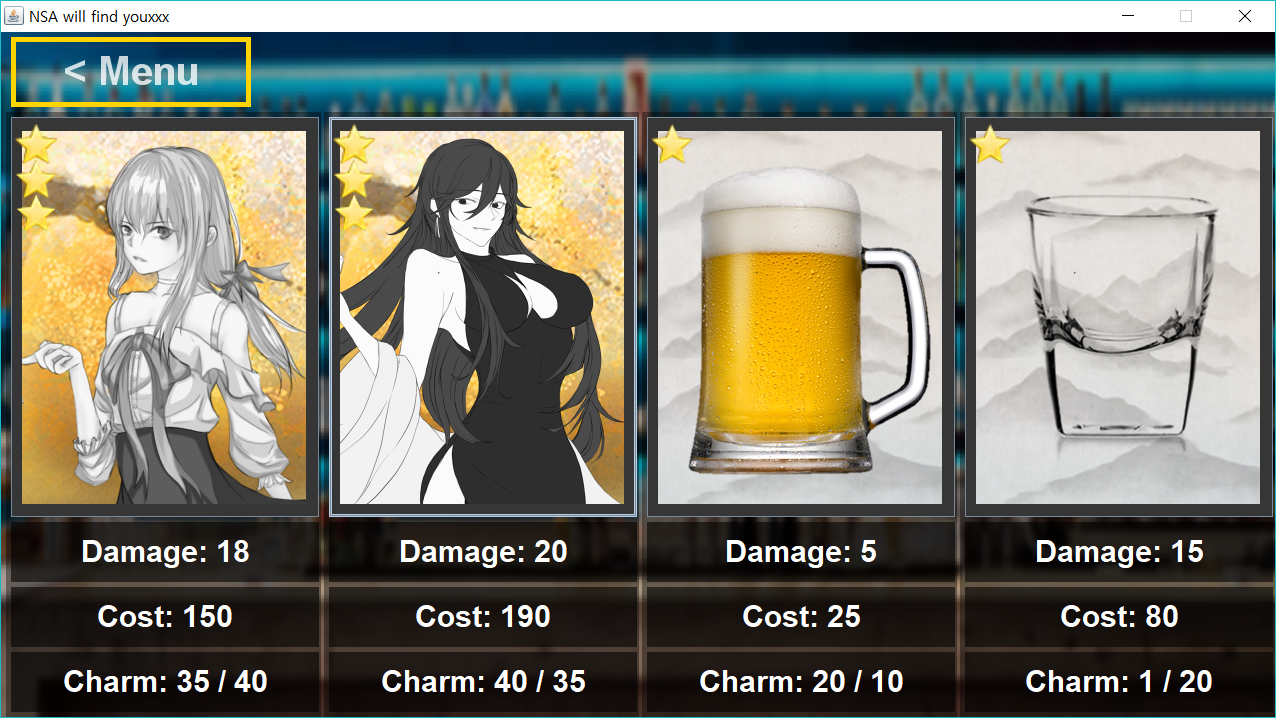 NSA will find youxxx
< Menu
Damage: 18
Cost: 150
Charm: 35 / 40
Damage: 20
Cost: 190
Charm: 40 / 35
Damage: 5
Cost: 25
Charm: 20 / 10
Damage: 15
Cost: 80
Charm: 1 / 20